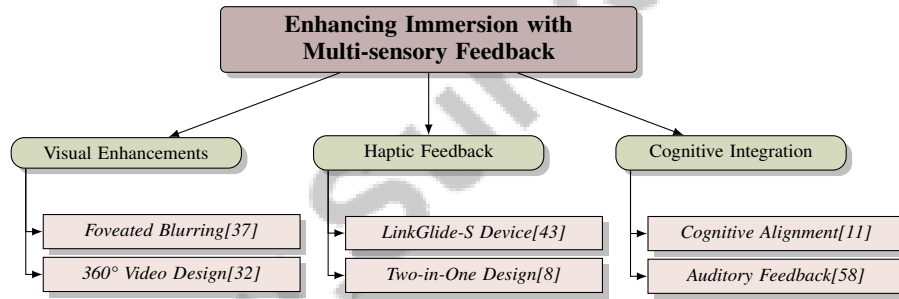 Enhancing Immersion with
Multi-sensory Feedback
Visual Enhancements
Haptic Feedback
Cognitive Integration
Foveated Blurring[37]
LinkGlide-S Device[43]
Cognitive Alignment[11]
360° Video Design[32]
Two-in-One Design[8]
Auditory Feedback[58]